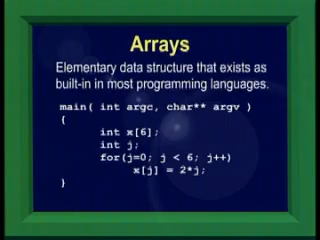 Arrays
Elementary data structure that exists as
built-in in most programming languages.
main( int argc, char** argv )
{
int x[6];
int j;
for(j=0; j < 6; j++)
x[j] = 2*j;
}